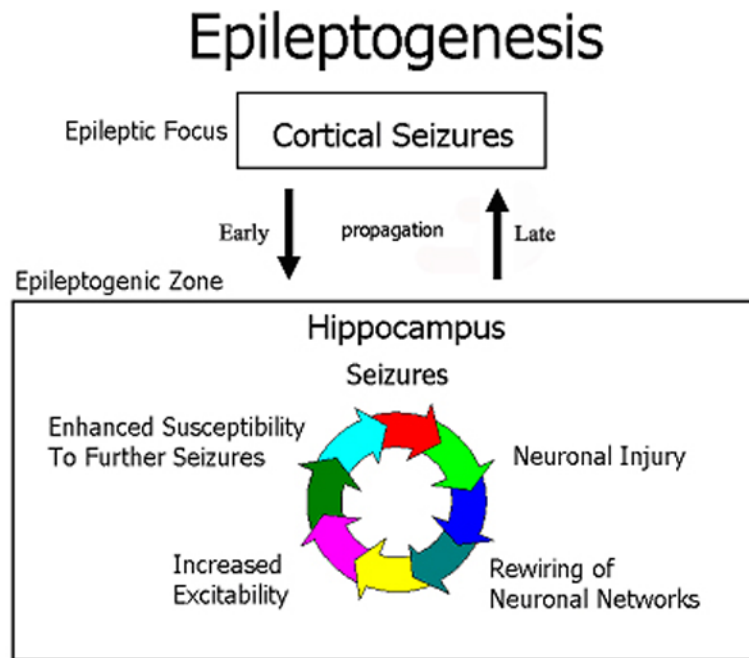 Epileptogenesis
Epileptic Focus
Cortical Seizures
Early
propagation
Late
Epileptogenic Zone
Hippocampus
Seizures
Enhanced Susceptibility
To Further Seizures
Neuronal Injury
Increased
Excitability
Rewiring of
Neuronal Networks